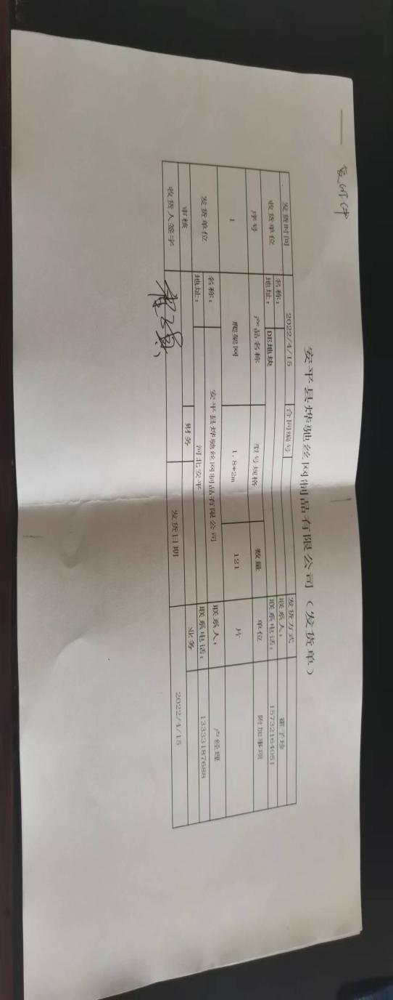 复印件
安平县烨驰丝网制品有限公司（发货单）
发货时间 2022/4/15 合同编号 发货方式
收货单位 名称： 联系人： 霍子珍
地址： DE地块 联系电话： 15732164051
序号 产品名称 型号规格 数量 单位 附加事项
1 爬架网 1.8*2m 121 片
发货单位 名称： 安平县烨驰丝网制品有限公司 联系人： 卢经理
地址： 河北安平 联系电话： 13333187688
审核 财务 业务
收货人签字 发货日期 2022/4/15